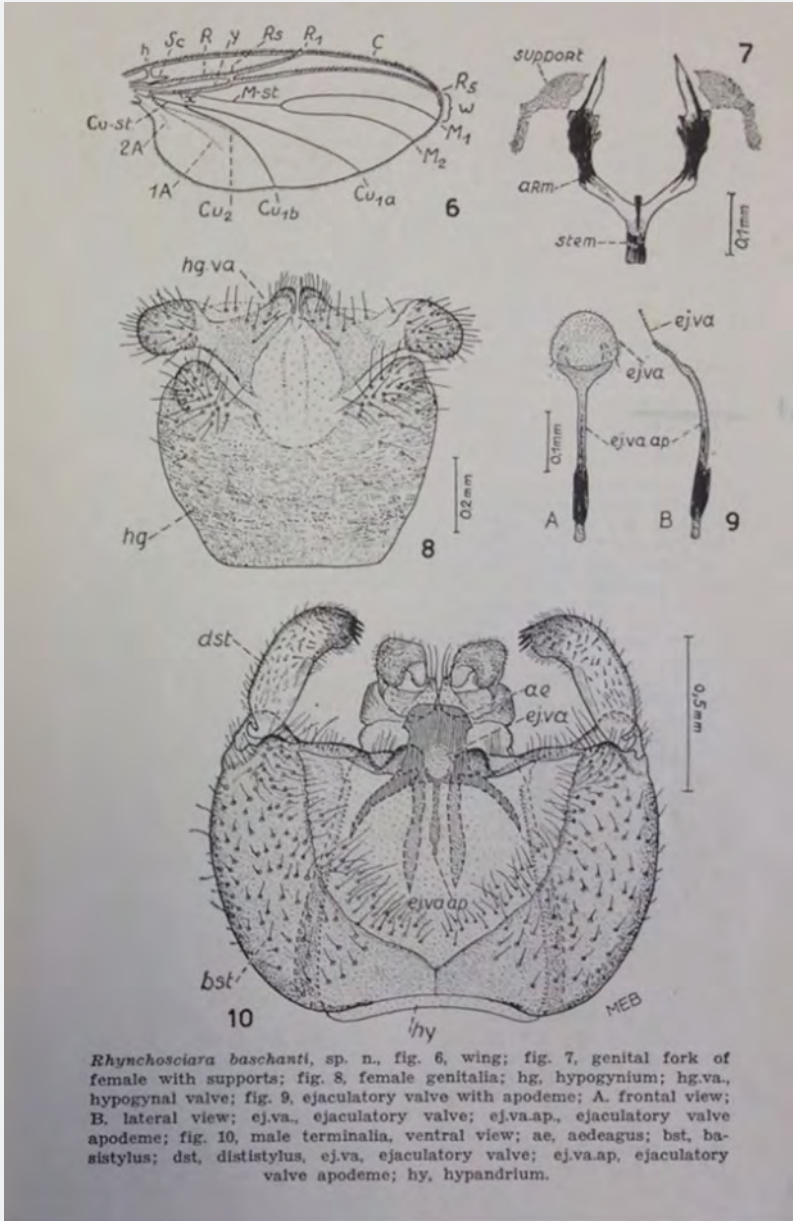 h Sc R y Rs R1 C
M-st
x
R5
w
M1
M2
Cu-st
2A
1A
Cu2
Cu1b
Cu1a
6
support
7
aRm
stem
0,1mm
hg.va
hg
0.2mm
8
ej.va
ej.va
0.1mm
ej.va ap
A
B
9
dst
ae
ej.va
0,5mm
ej.va ap
bst
10
hy
MEB
Rhynchosciara baschanti, sp. n., fig. 6, wing; fig. 7, genital fork of
female with supports; fig. 8, female genitalia; hg, hypogynium; hg.va.,
hypogynal valve; fig. 9, ejaculatory valve with apodeme; A. frontal view;
B. lateral view; ej.va., ejaculatory valve; ej.va.ap., ejaculatory valve
apodeme; fig. 10, male terminalia, ventral view; ae, aedeagus; bst, ba-
sistylus; dst, dististylus, ej.va, ejaculatory valve; ej.va.ap, ejaculatory
valve apodeme; hy, hypandrium.